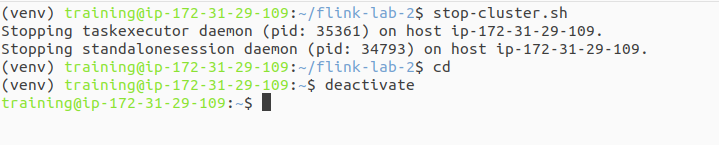 (venv) training@ip-172-31-29-109:~/flink-lab-2$ stop-cluster.sh
Stopping taskexecutor daemon (pid: 35361) on host ip-172-31-29-109.
Stopping standalonesession daemon (pid: 34793) on host ip-172-31-29-109.
(venv) training@ip-172-31-29-109:~/flink-lab-2$ cd
(venv) training@ip-172-31-29-109:~$ deactivate
training@ip-172-31-29-109:~$